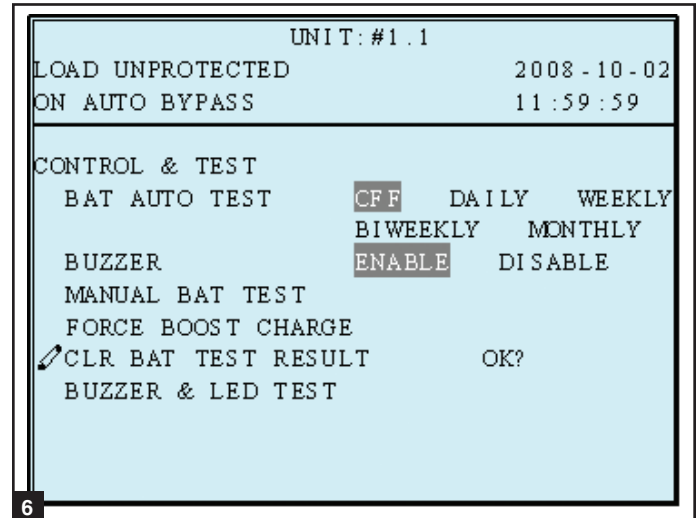 UNIT:#1.1
LOAD UNPROTECTED 2008-10-02
ON AUTO BYPASS 11:59:59
CONTROL & TEST
BAT AUTO TEST CFF DAILY WEEKLY
BIWEEKLY MONTHLY
BUZZER ENABLE DISABLE
MANUAL BAT TEST
FORCE BOOST CHARGE
CLR BAT TEST RESULT OK?
BUZZER & LED TEST
6